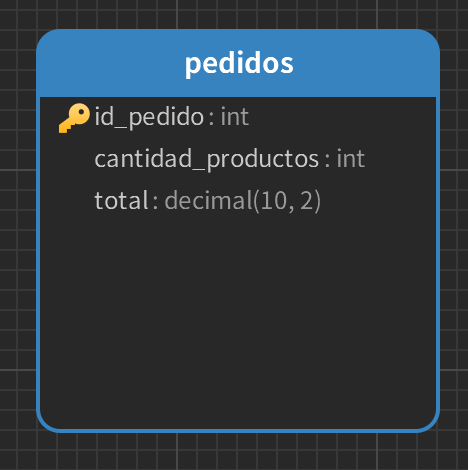 pedidos
id_pedido : int
cantidad_productos : int
total : decimal(10, 2)